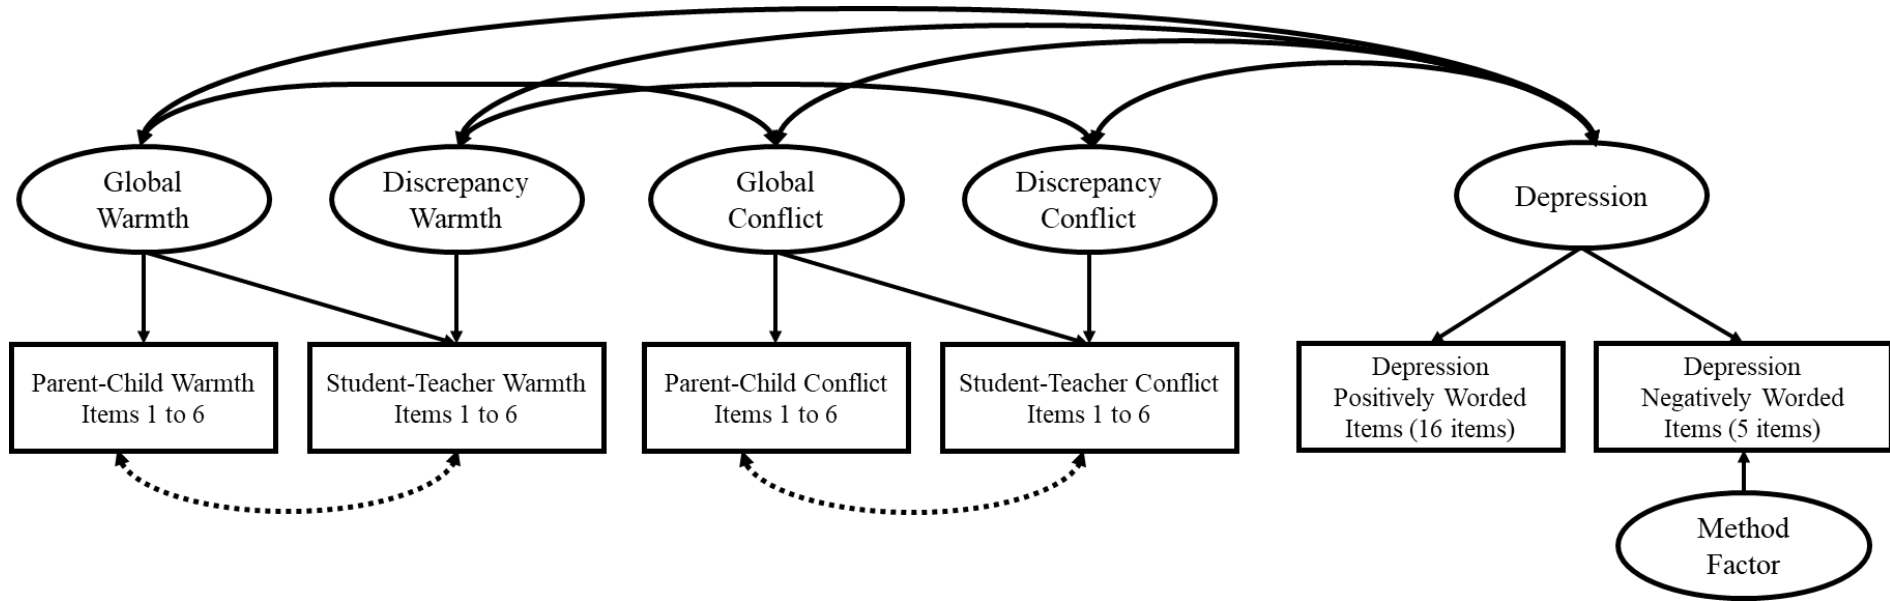 Global
Warmth
Discrepancy
Warmth
Global
Conflict
Discrepancy
Conflict
Depression
Parent-Child Warmth
Items 1 to 6
Student-Teacher Warmth
Items 1 to 6
Parent-Child Conflict
Items 1 to 6
Student-Teacher Conflict
Items 1 to 6
Depression
Positively Worded
Items (16 items)
Depression
Negatively Worded
Items (5 items)
Method
Factor